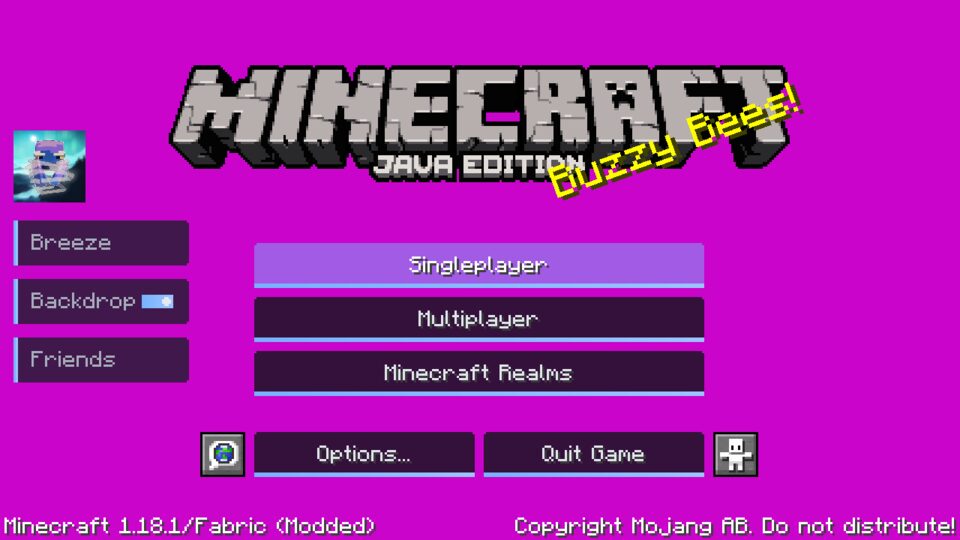 MINECRAFT
JAVA EDITION
Buzzy Bees!
Breeze
Backdrop
Friends
Singleplayer
Multiplayer
Minecraft Realms
Options...
Quit Game
Minecraft 1.18.1/Fabric (Modded)
Copyright Mojang AB. Do not distribute!